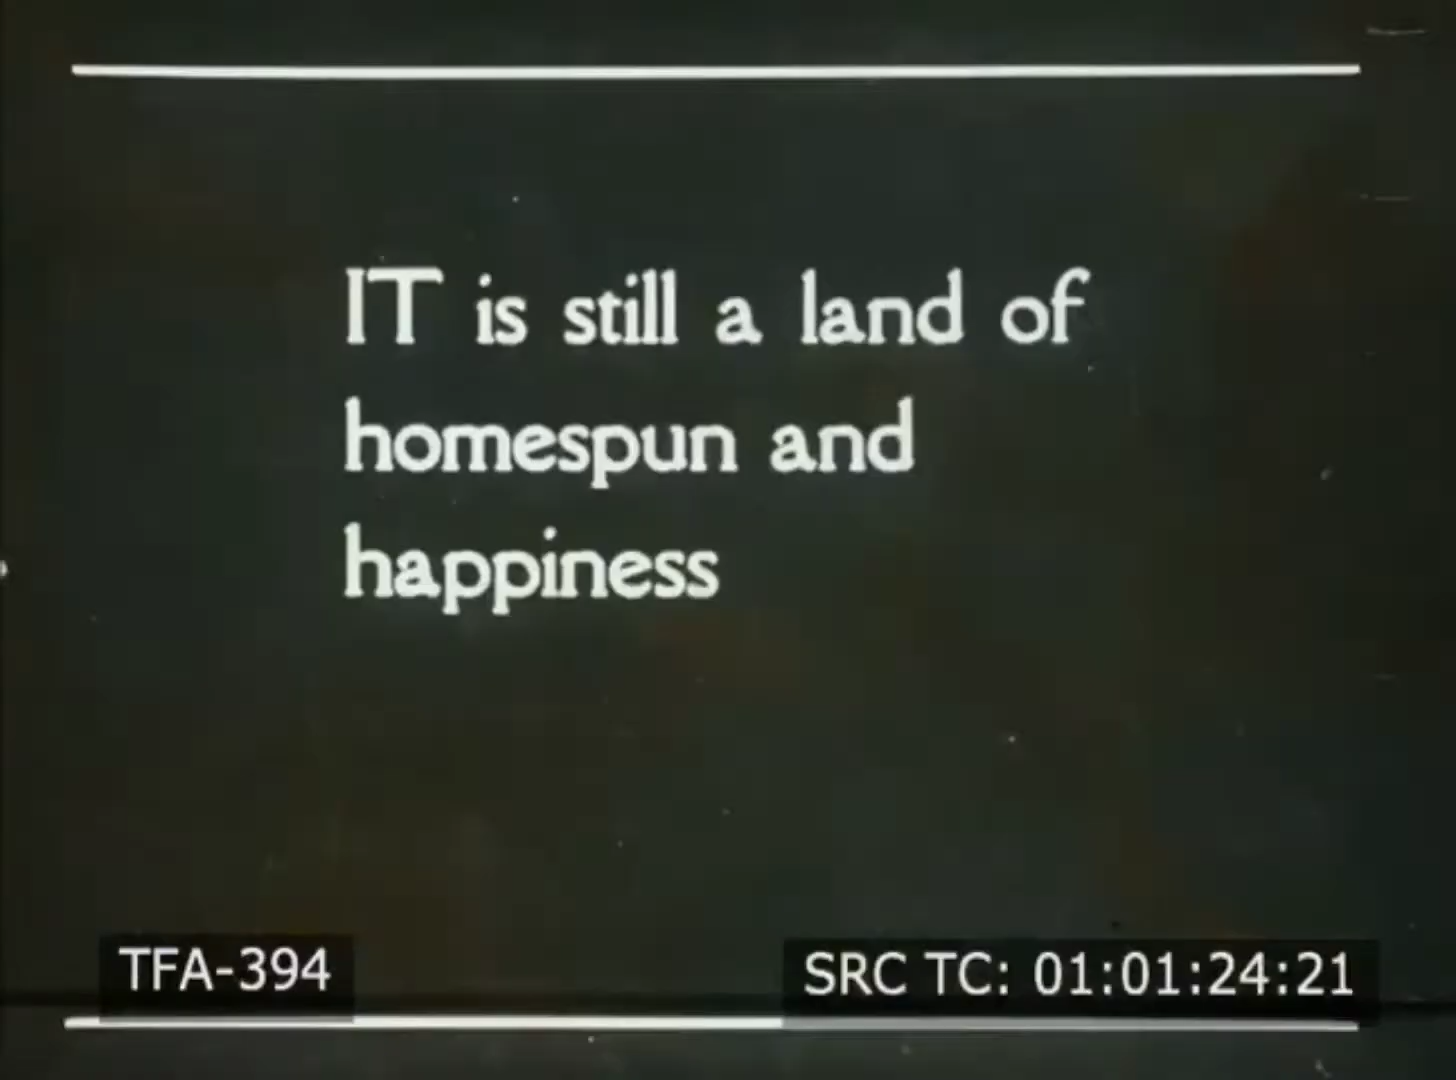 IT is still a land of
homespun and
happiness
TFA-394
SRC TC: 01:01:24:21